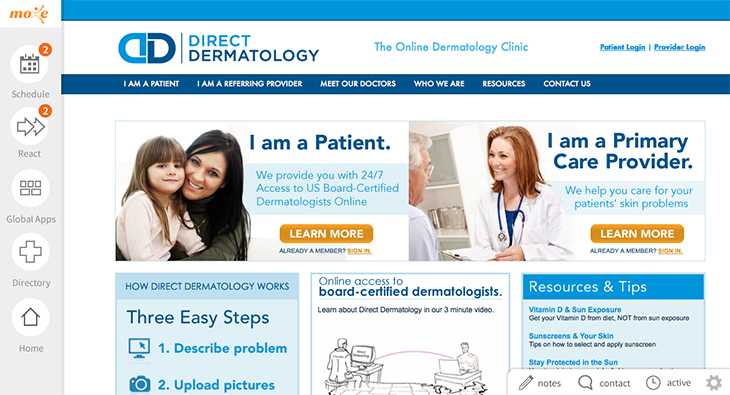 move
2
Schedule
2
React
Global Apps
Directory
Home
DIRECT
DERMATOLOGY
The Online Dermatology Clinic
Patient Login | Provider Login
I AM A PATIENT
I AM A REFERRING PROVIDER
MEET OUR DOCTORS
WHO WE ARE
RESOURCES
CONTACT US
I am a Patient.
We provide you with 24/7
Access to US Board-Certified
Dermatologists Online
LEARN MORE
ALREADY A MEMBER? SIGN IN.
I am a Primary
Care Provider.
We help you care for your
patients' skin problems
LEARN MORE
ALREADY A MEMBER? SIGN IN.
HOW DIRECT DERMATOLOGY WORKS
Three Easy Steps
1. Describe problem
2. Upload pictures
Online access to
board-certified dermatologists.
Learn about Direct Dermatology in our 3 minute video.
Resources & Tips
Vitamin D & Sun Exposure
Get your Vitamin D from diet, NOT from sun exposure
Sunscreens & Your Skin
Tips on how to select and apply sunscreen
Stay Protected in the Sun
notes
contact
active